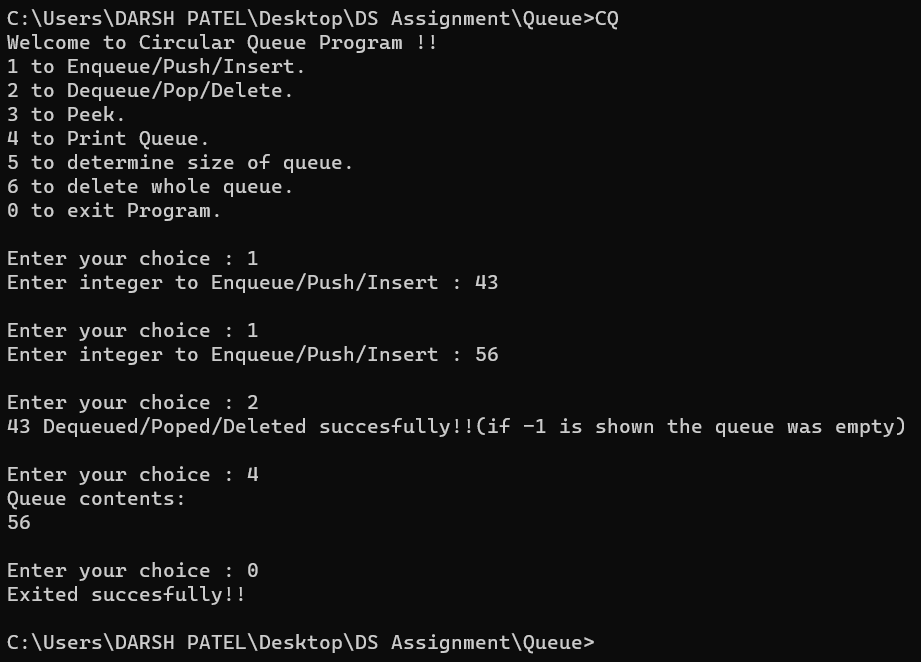 C:\Users\DARSH PATEL\Desktop\DS Assignment\Queue>CQ
Welcome to Circular Queue Program !!
1 to Enqueue/Push/Insert.
2 to Dequeue/Pop/Delete.
3 to Peek.
4 to Print Queue.
5 to determine size of queue.
6 to delete whole queue.
0 to exit Program.

Enter your choice : 1
Enter integer to Enqueue/Push/Insert : 43

Enter your choice : 1
Enter integer to Enqueue/Push/Insert : 56

Enter your choice : 2
43 Dequeued/Poped/Deleted succesfully!!(if -1 is shown the queue was empty)

Enter your choice : 4
Queue contents:
56

Enter your choice : 0
Exited succesfully!!

C:\Users\DARSH PATEL\Desktop\DS Assignment\Queue>